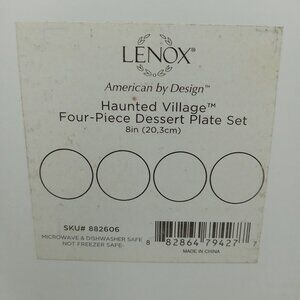 LENOX®
American by Design™
Haunted Village™
Four-Piece Dessert Plate Set
8in (20,3cm)
SKU# 882606
MICROWAVE & DISHWASHER SAFE
-NOT FREEZER SAFE-
8 82864 79427 7
MADE IN CHINA